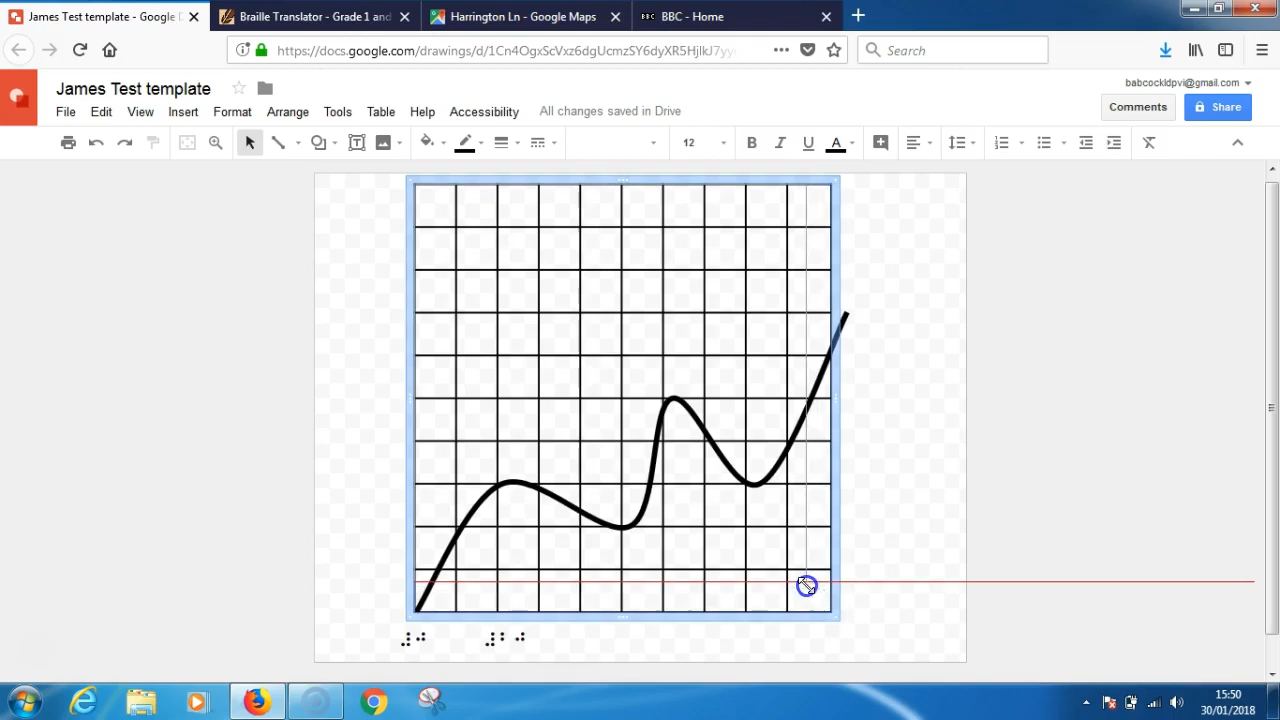 James Test template - Google D
Braille Translator - Grade 1 and
Harrington Ln - Google Maps
BBC BBC - Home
https://docs.google.com/drawings/d/1Cn4OgxScVxz6dgUcmzSY6dyXR5HjlkJ7yy
Search
James Test template
babcockldpvi@gmail.com
File Edit View Insert Format Arrange Tools Table Help Accessibility All changes saved in Drive
Comments Share
12 B I U A
⠼⠚ ⠼⠃⠚
15:50
30/01/2018